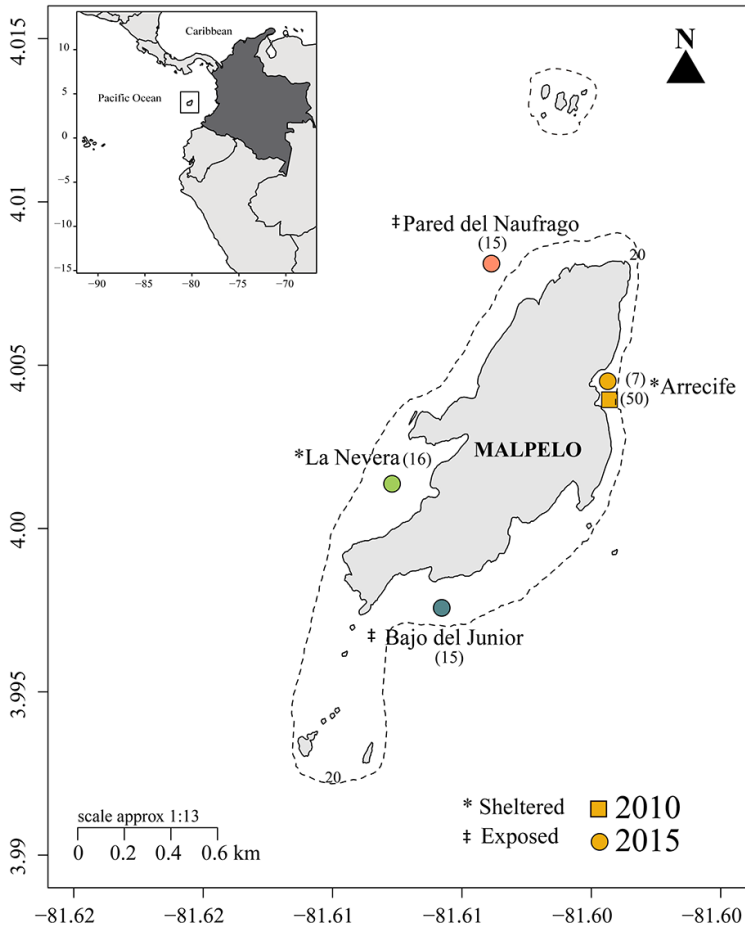 4.015
4.01
4.005
4.00
3.995
3.99
Caribbean
Pacific Ocean
10
5
0
−5
−10
−15
−90
−85
−80
−75
−70
N
‡Pared del Naufrago
(15)
20
(7)
*Arrecife
(50)
MALPELO
*La Nevera(16)
‡ Bajo del Junior
(15)
20
scale approx 1:13
0 0.2 0.4 0.6 km
* Sheltered
‡ Exposed
2010
2015
−81.62
−81.62
−81.61
−81.61
−81.60
−81.60